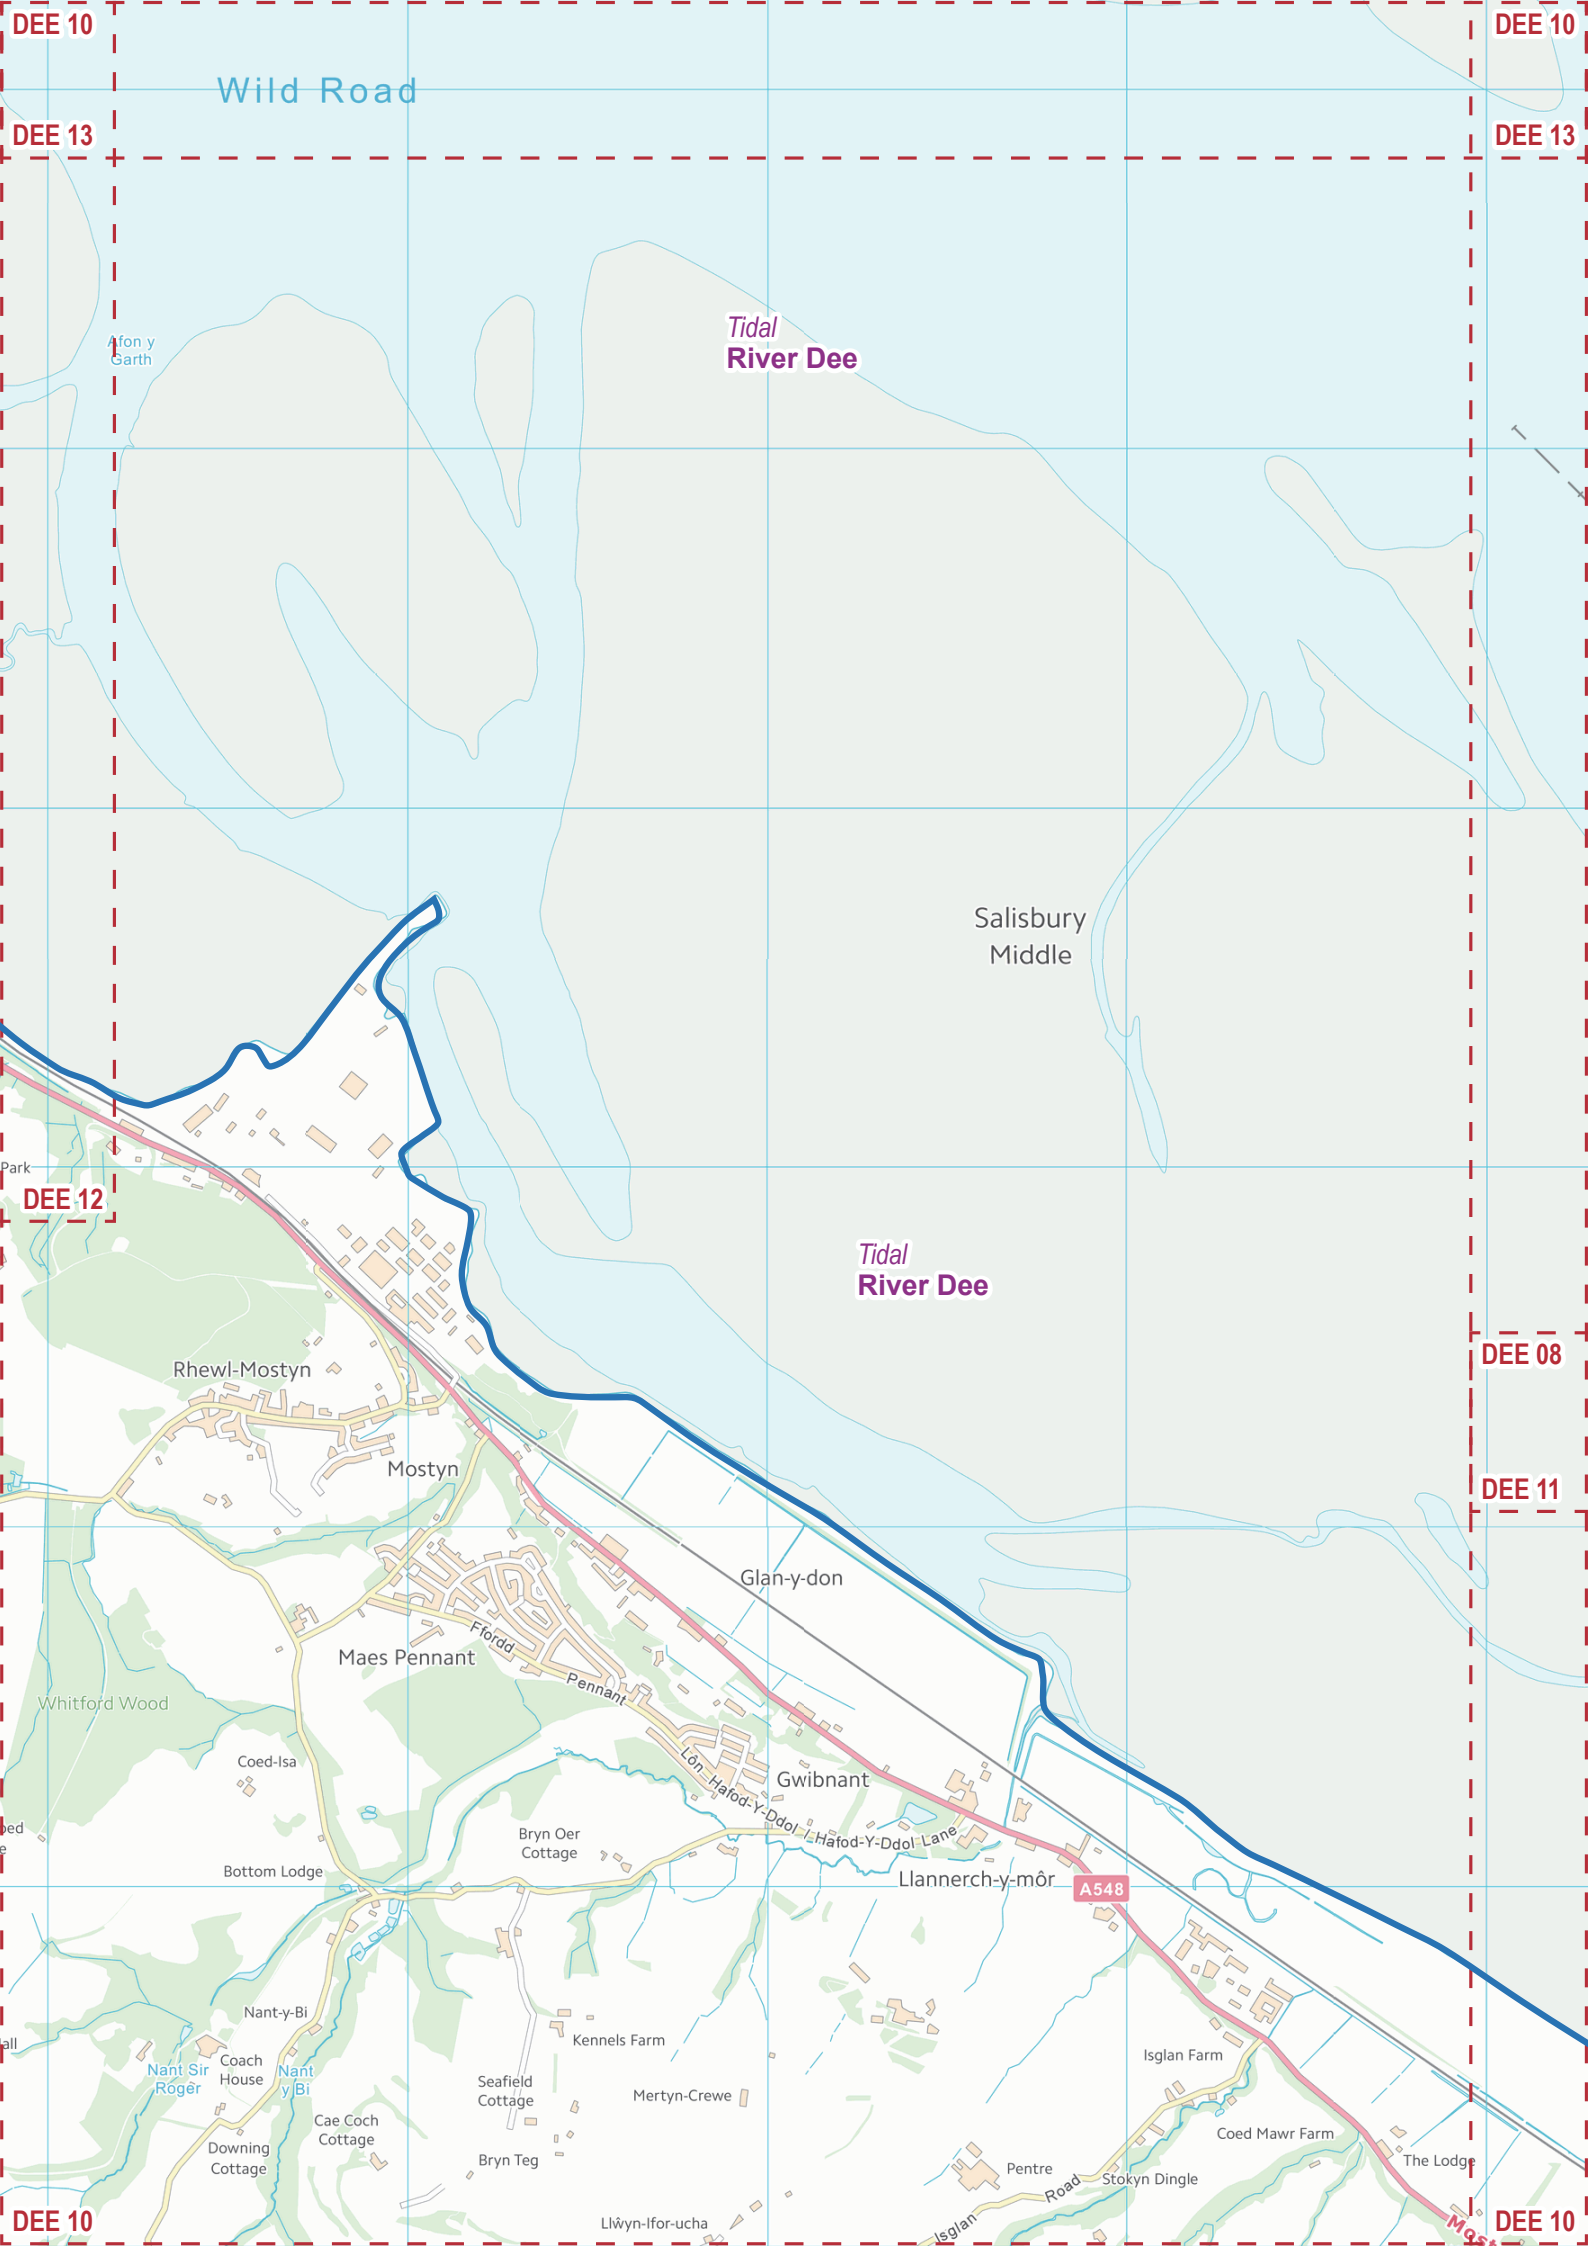 DEE 10
DEE 10
Wild Road
DEE 13
DEE 13
Tidal
River Dee
Afon y
Garth
Salisbury
Middle
Park
DEE 12
Tidal
River Dee
DEE 08
Rhewl-Mostyn
Mostyn
DEE 11
Glan-y-don
Ffordd
Pennant
Maes Pennant
Whitford Wood
Coed-Isa
Gwibnant
Lôn Hafod-Y-Ddol / Hafod-Y-Ddol Lane
Bryn Oer
Cottage
Bottom Lodge
Llannerch-y-môr
A548
Nant-y-Bi
Kennels Farm
Coach
House
Nant Sir
Roger
Nant
y Bi
Isglan Farm
Seafield
Cottage
Mertyn-Crewe
Cae Coch
Cottage
Coed Mawr Farm
Downing
Cottage
Bryn Teg
The Lodge
Pentre
Stokyn Dingle
Isglan Road
Llŵyn-Ifor-ucha
DEE 10
DEE 10